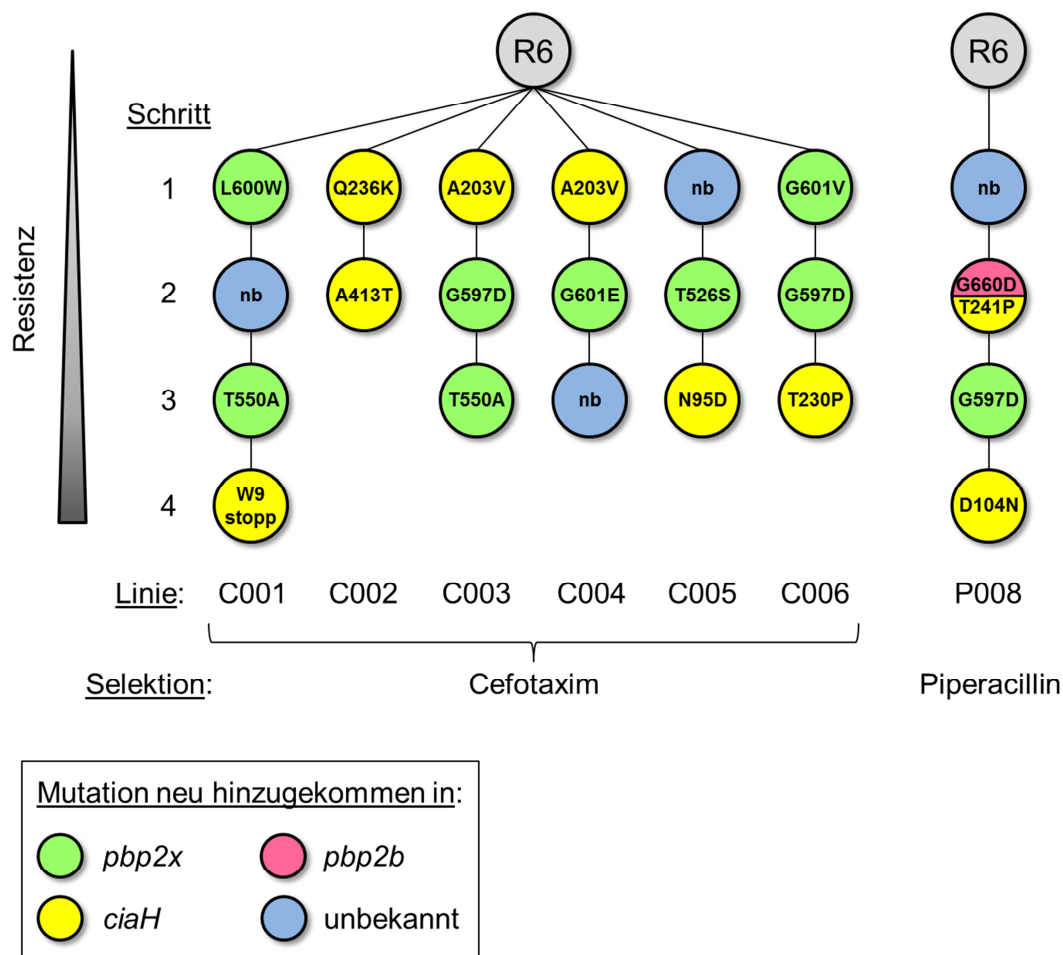 R6 R6
Schritt
Resistenz
1 L600W Q236K A203V A203V nb G601V nb
2 nb A413T G597D G601E T526S G597D G660D
T241P
3 T550A T550A nb N95D T230P G597D
4 W9 D104N
stopp
Linie: C001 C002 C003 C004 C005 C006 P008
Selektion: Cefotaxim Piperacillin
Mutation neu hinzugekommen in:
pbp2x pbp2b
ciaH unbekannt